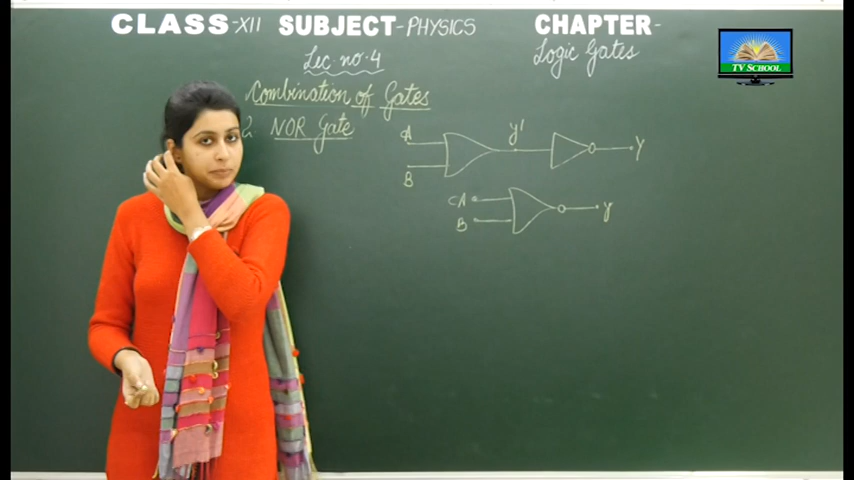 CLASS-XII SUBJECT-PHYSICS CHAPTER-
Lec no. 4
Logic Gates
TV SCHOOL
Combination of Gates
2. NOR Gate
A
B
y'
Y
A
B
y